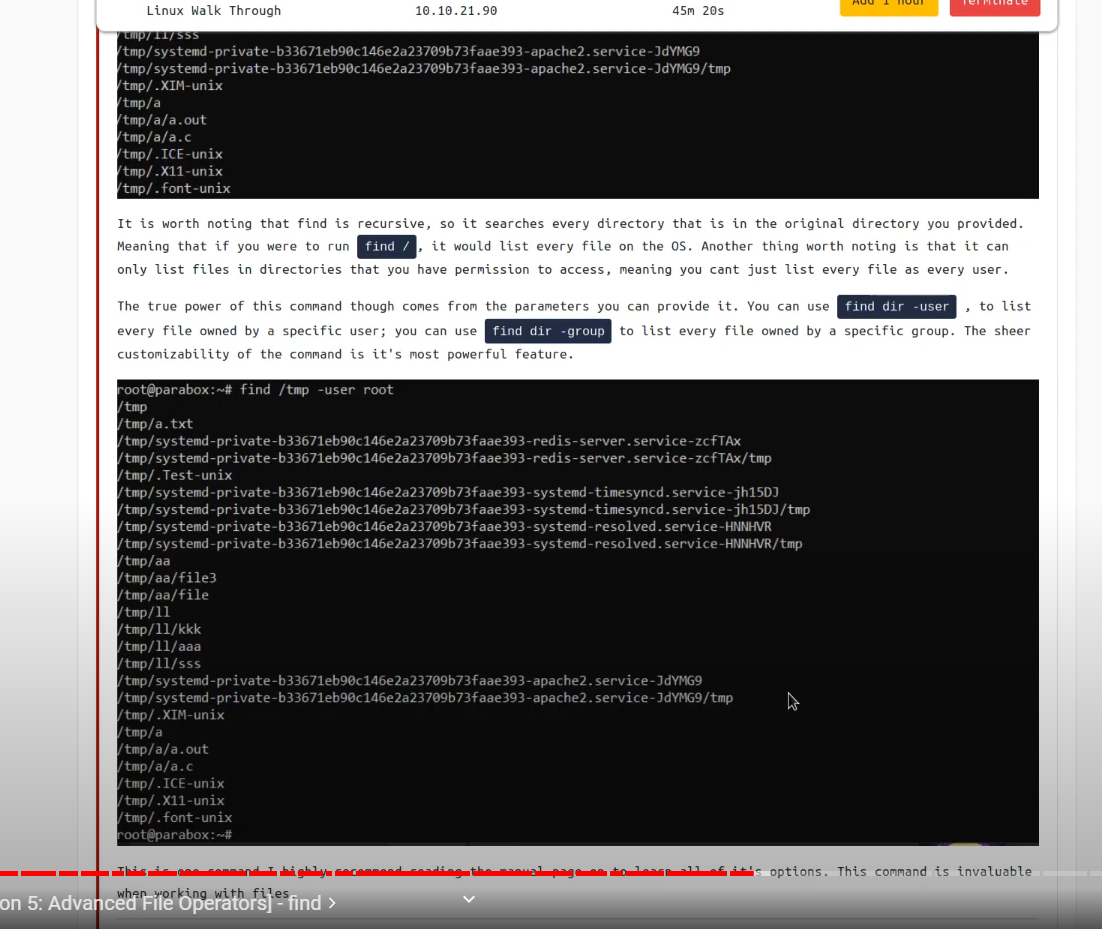 Linux Walk Through 10.10.21.90 45m 20s Add 1 hour Terminate
/tmp/ll/sss
/tmp/systemd-private-b33671eb90c146e2a23709b73faae393-apache2.service-JdYMG9
/tmp/systemd-private-b33671eb90c146e2a23709b73faae393-apache2.service-JdYMG9/tmp
/tmp/.XIM-unix
/tmp/a
/tmp/a/a.out
/tmp/a/a.c
/tmp/.ICE-unix
/tmp/.X11-unix
/tmp/.font-unix
It is worth noting that find is recursive, so it searches every directory that is in the original directory you provided.
Meaning that if you were to run find /, it would list every file on the OS. Another thing worth noting is that it can
only list files in directories that you have permission to access, meaning you cant just list every file as every user.
The true power of this command though comes from the parameters you can provide it. You can use find dir -user , to list
every file owned by a specific user; you can use find dir -group to list every file owned by a specific group. The sheer
customizability of the command is it's most powerful feature.
root@parabox:~# find /tmp -user root
/tmp
/tmp/a.txt
/tmp/systemd-private-b33671eb90c146e2a23709b73faae393-redis-server.service-zcfTAx
/tmp/systemd-private-b33671eb90c146e2a23709b73faae393-redis-server.service-zcfTAx/tmp
/tmp/.Test-unix
/tmp/systemd-private-b33671eb90c146e2a23709b73faae393-systemd-timesyncd.service-jh15DJ
/tmp/systemd-private-b33671eb90c146e2a23709b73faae393-systemd-timesyncd.service-jh15DJ/tmp
/tmp/systemd-private-b33671eb90c146e2a23709b73faae393-systemd-resolved.service-HNNHVR
/tmp/systemd-private-b33671eb90c146e2a23709b73faae393-systemd-resolved.service-HNNHVR/tmp
/tmp/aa
/tmp/aa/file3
/tmp/aa/file
/tmp/ll
/tmp/ll/kkk
/tmp/ll/aaa
/tmp/ll/sss
/tmp/systemd-private-b33671eb90c146e2a23709b73faae393-apache2.service-JdYMG9
/tmp/systemd-private-b33671eb90c146e2a23709b73faae393-apache2.service-JdYMG9/tmp
/tmp/.XIM-unix
/tmp/a
/tmp/a/a.out
/tmp/a/a.c
/tmp/.ICE-unix
/tmp/.X11-unix
/tmp/.font-unix
root@parabox:~#
This is one command I highly recommend reading the manual page on to learn all of it's options. This command is invaluable
when working with files.
on 5: Advanced File Operators] - find >